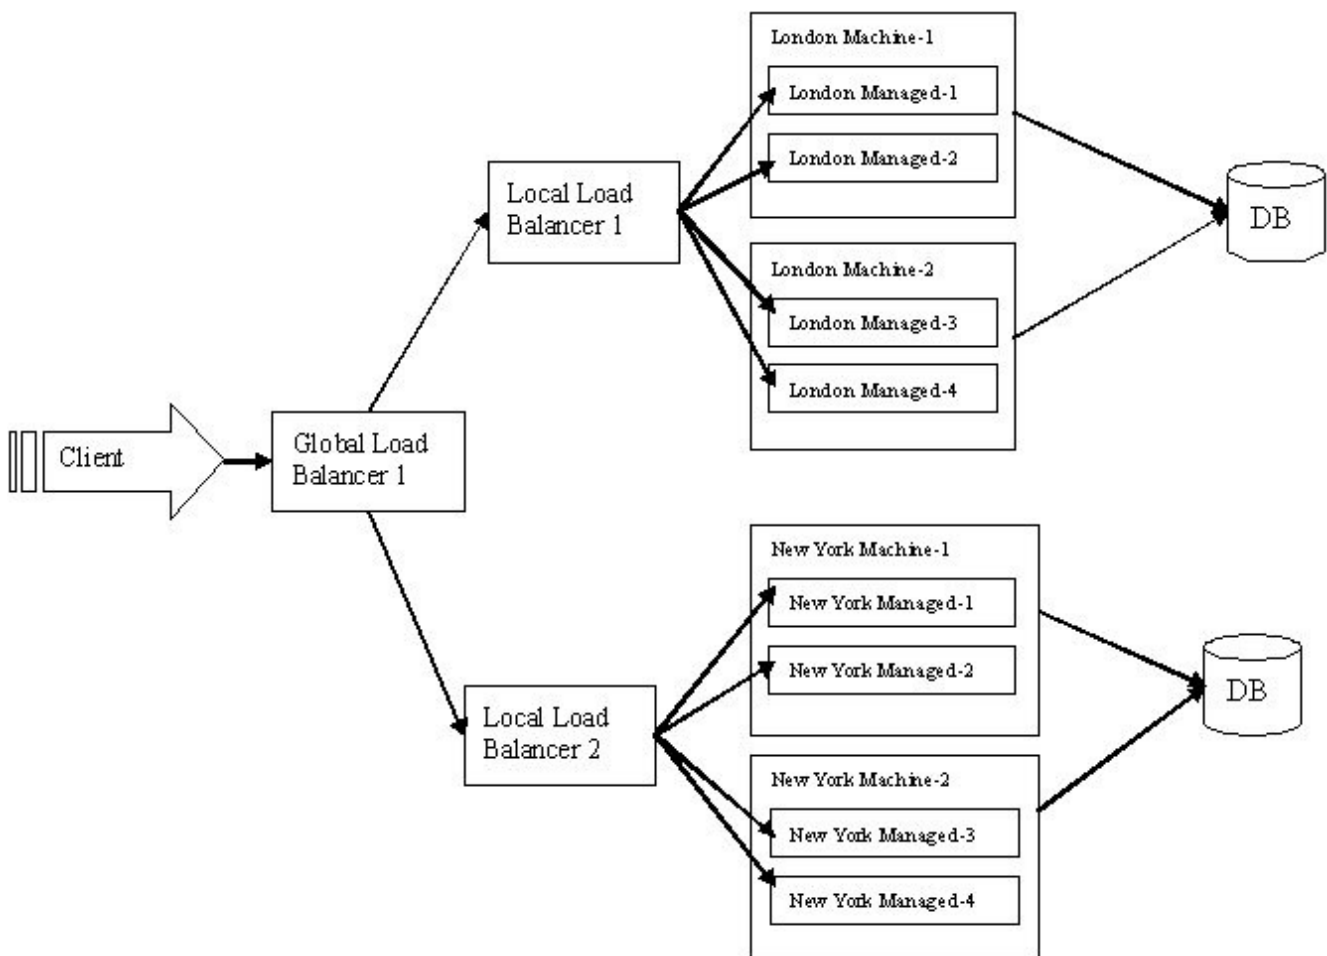 London Machine-1
London Managed-1
London Managed-2
Local Load
Balancer 1
DB
London Machine-2
London Managed-3
London Managed-4
Client
Global Load
Balancer 1
New York Machine-1
New York Managed-1
New York Managed-2
Local Load
Balancer 2
DB
New York Machine-2
New York Managed-3
New York Managed-4